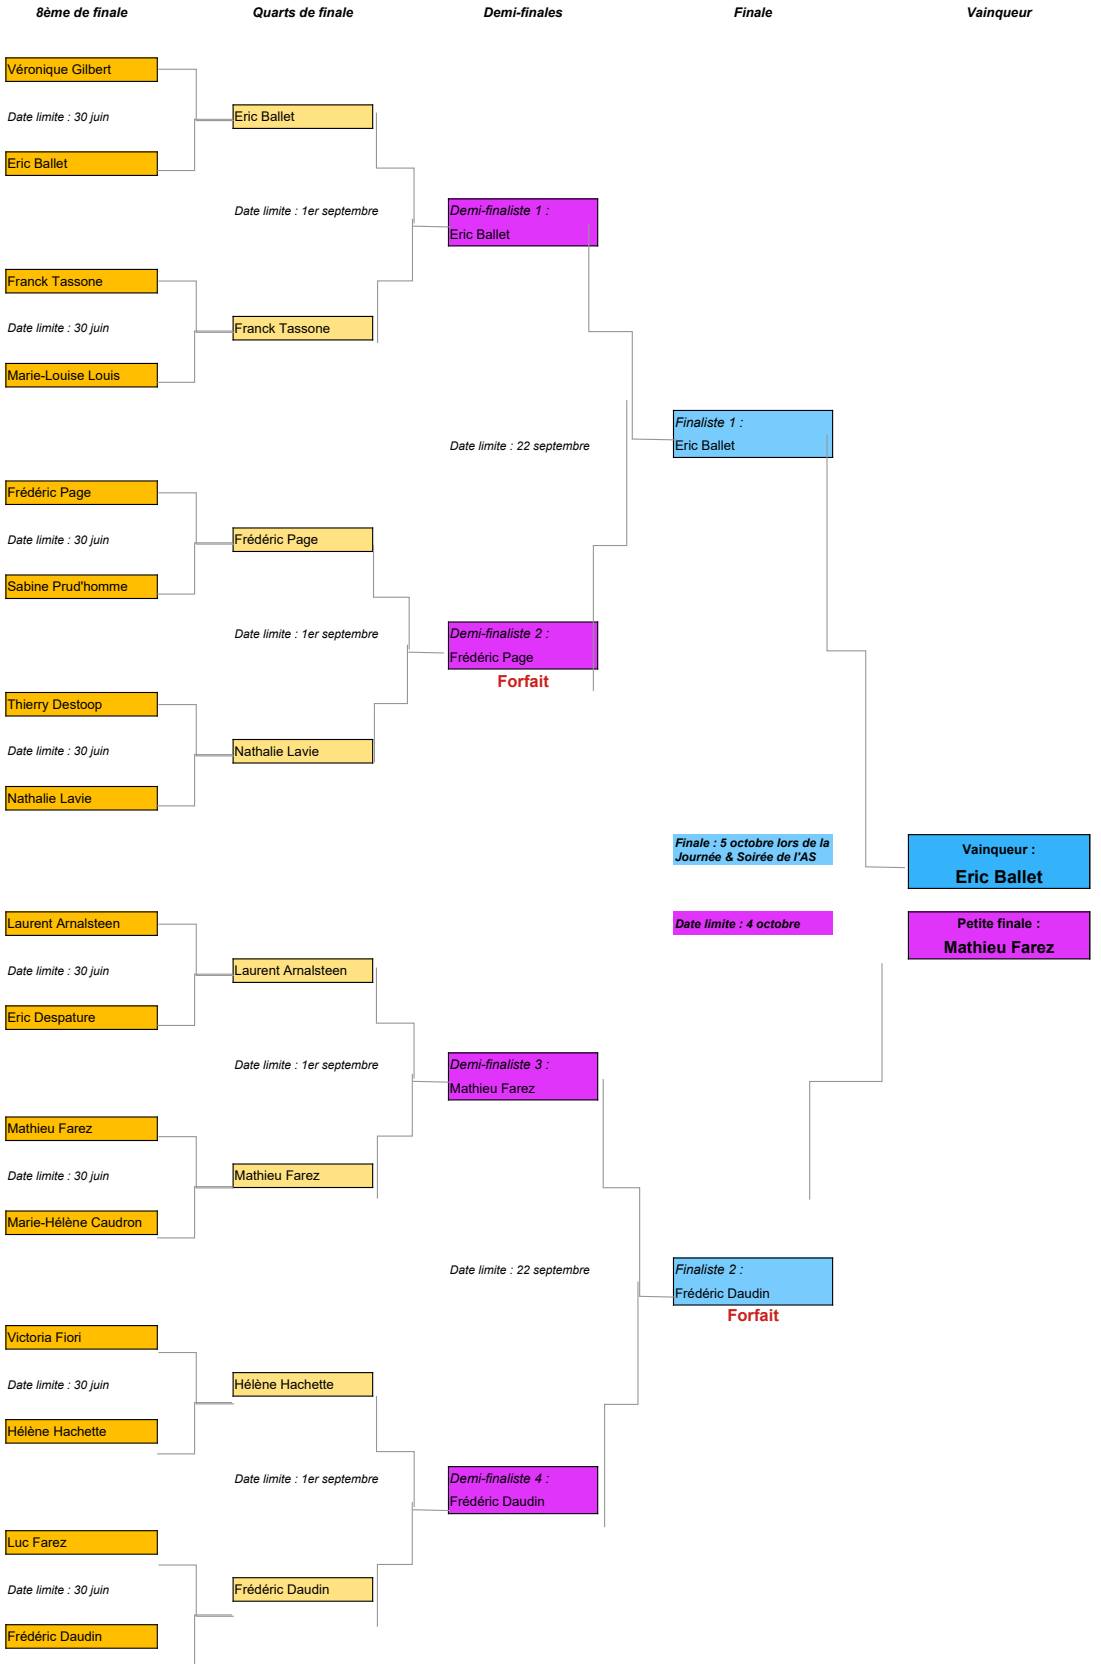 8ème de finale
Quarts de finale
Demi-finales
Finale
Vainqueur
Véronique Gilbert
Date limite : 30 juin
Eric Ballet
Eric Ballet
Date limite : 1er septembre
Demi-finaliste 1 :
Eric Ballet
Franck Tassone
Date limite : 30 juin
Franck Tassone
Marie-Louise Louis
Date limite : 22 septembre
Finaliste 1 :
Eric Ballet
Frédéric Page
Date limite : 30 juin
Frédéric Page
Sabine Prud'homme
Date limite : 1er septembre
Demi-finaliste 2 :
Frédéric Page
Forfait
Thierry Destoop
Date limite : 30 juin
Nathalie Lavie
Nathalie Lavie
Finale : 5 octobre lors de la
Journée & Soirée de l'AS
Vainqueur :
Eric Ballet
Laurent Arnalsteen
Date limite : 4 octobre
Petite finale :
Mathieu Farez
Date limite : 30 juin
Laurent Arnalsteen
Eric Despature
Date limite : 1er septembre
Demi-finaliste 3 :
Mathieu Farez
Mathieu Farez
Date limite : 30 juin
Mathieu Farez
Marie-Hélène Caudron
Date limite : 22 septembre
Finaliste 2 :
Frédéric Daudin
Forfait
Victoria Fiori
Date limite : 30 juin
Hélène Hachette
Hélène Hachette
Date limite : 1er septembre
Demi-finaliste 4 :
Frédéric Daudin
Luc Farez
Date limite : 30 juin
Frédéric Daudin
Frédéric Daudin